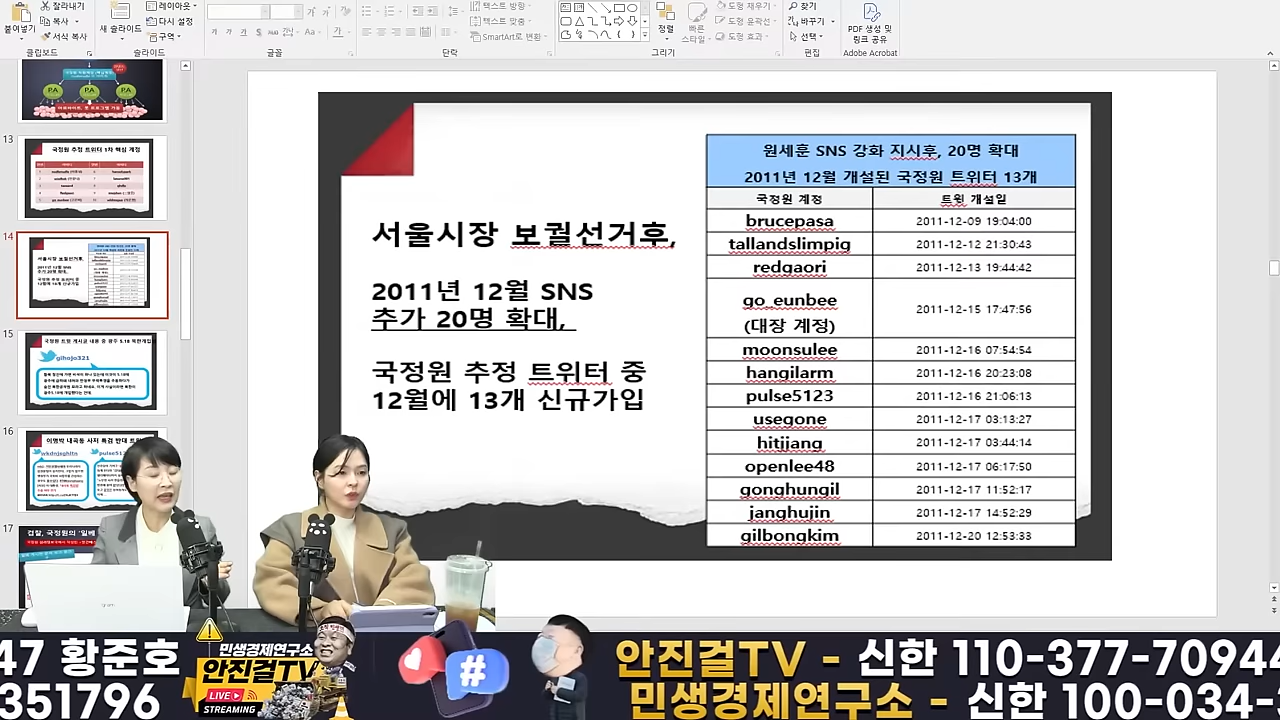 잘라내기
레이아웃
텍스트 방향
도형 채우기
찾기
복사
다시 설정
텍스트 맞춤
도형 윤곽선
바꾸기
붙여넣기
서식 복사
새 슬라이드
구역
SmartArt로 변환
정렬
빠른 스타일
도형 효과
선택
PDF 생성 및 링크 공유
클립보드
슬라이드
글꼴
단락
그리기
편집
Adobe Acrobat
13
국정원 추정 트위터 1차 핵심 계정
14
15
gihojo321
16
이명박 내곡동 사저 특검 반대 트위
17
검찰, 국정원의 '일베
서울시장 보궐선거후,
2011년 12월 SNS
추가 20명 확대,
국정원 추정 트위터 중
12월에 13개 신규가입
원세훈 SNS 강화 지시후, 20명 확대
2011년 12월 개설된 국정원 트위터 13개
국정원 계정 트윗 개설일
brucepasa 2011-12-09 19:04:00
tallandslimpig 2011-12-12 21:30:43
redgaori 2011-12-13 19:44:42
go_eunbee
(대장 계정) 2011-12-15 17:47:56
moonsulee 2011-12-16 07:54:54
hangilarm 2011-12-16 20:23:08
pulse5123 2011-12-16 21:06:13
usegone 2011-12-17 03:13:27
hitijang 2011-12-17 03:44:14
openlee48 2011-12-17 06:17:50
gonghungil 2011-12-17 11:52:17
janghujin 2011-12-17 14:52:29
gilbongkim 2011-12-20 12:53:33
gram
47 황준호
351796
민생경제연구소
안진걸TV
LIVE
STREAMING
#
안진걸TV - 신한 110-377-70944
민생경제연구소 - 신한 100-034-